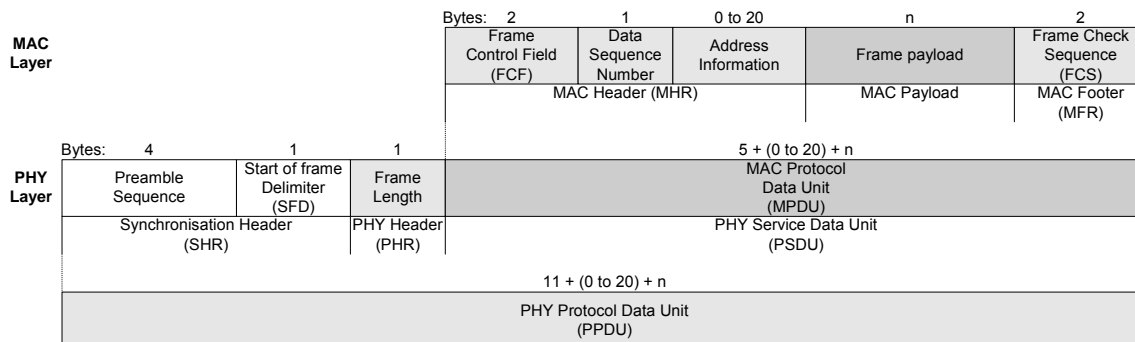 Bytes: 2 1 0 to 20 n 2
MAC
Layer
Frame
Control Field
(FCF)
Data
Sequence
Number
Address
Information
Frame payload
Frame Check
Sequence
(FCS)
MAC Header (MHR)
MAC Payload
MAC Footer
(MFR)
Bytes: 4 1 1 5 + (0 to 20) + n
PHY
Layer
Preamble
Sequence
Start of frame
Delimiter
(SFD)
Frame
Length
MAC Protocol
Data Unit
(MPDU)
Synchronisation Header
(SHR)
PHY Header
(PHR)
PHY Service Data Unit
(PSDU)
11 + (0 to 20) + n
PHY Protocol Data Unit
(PPDU)